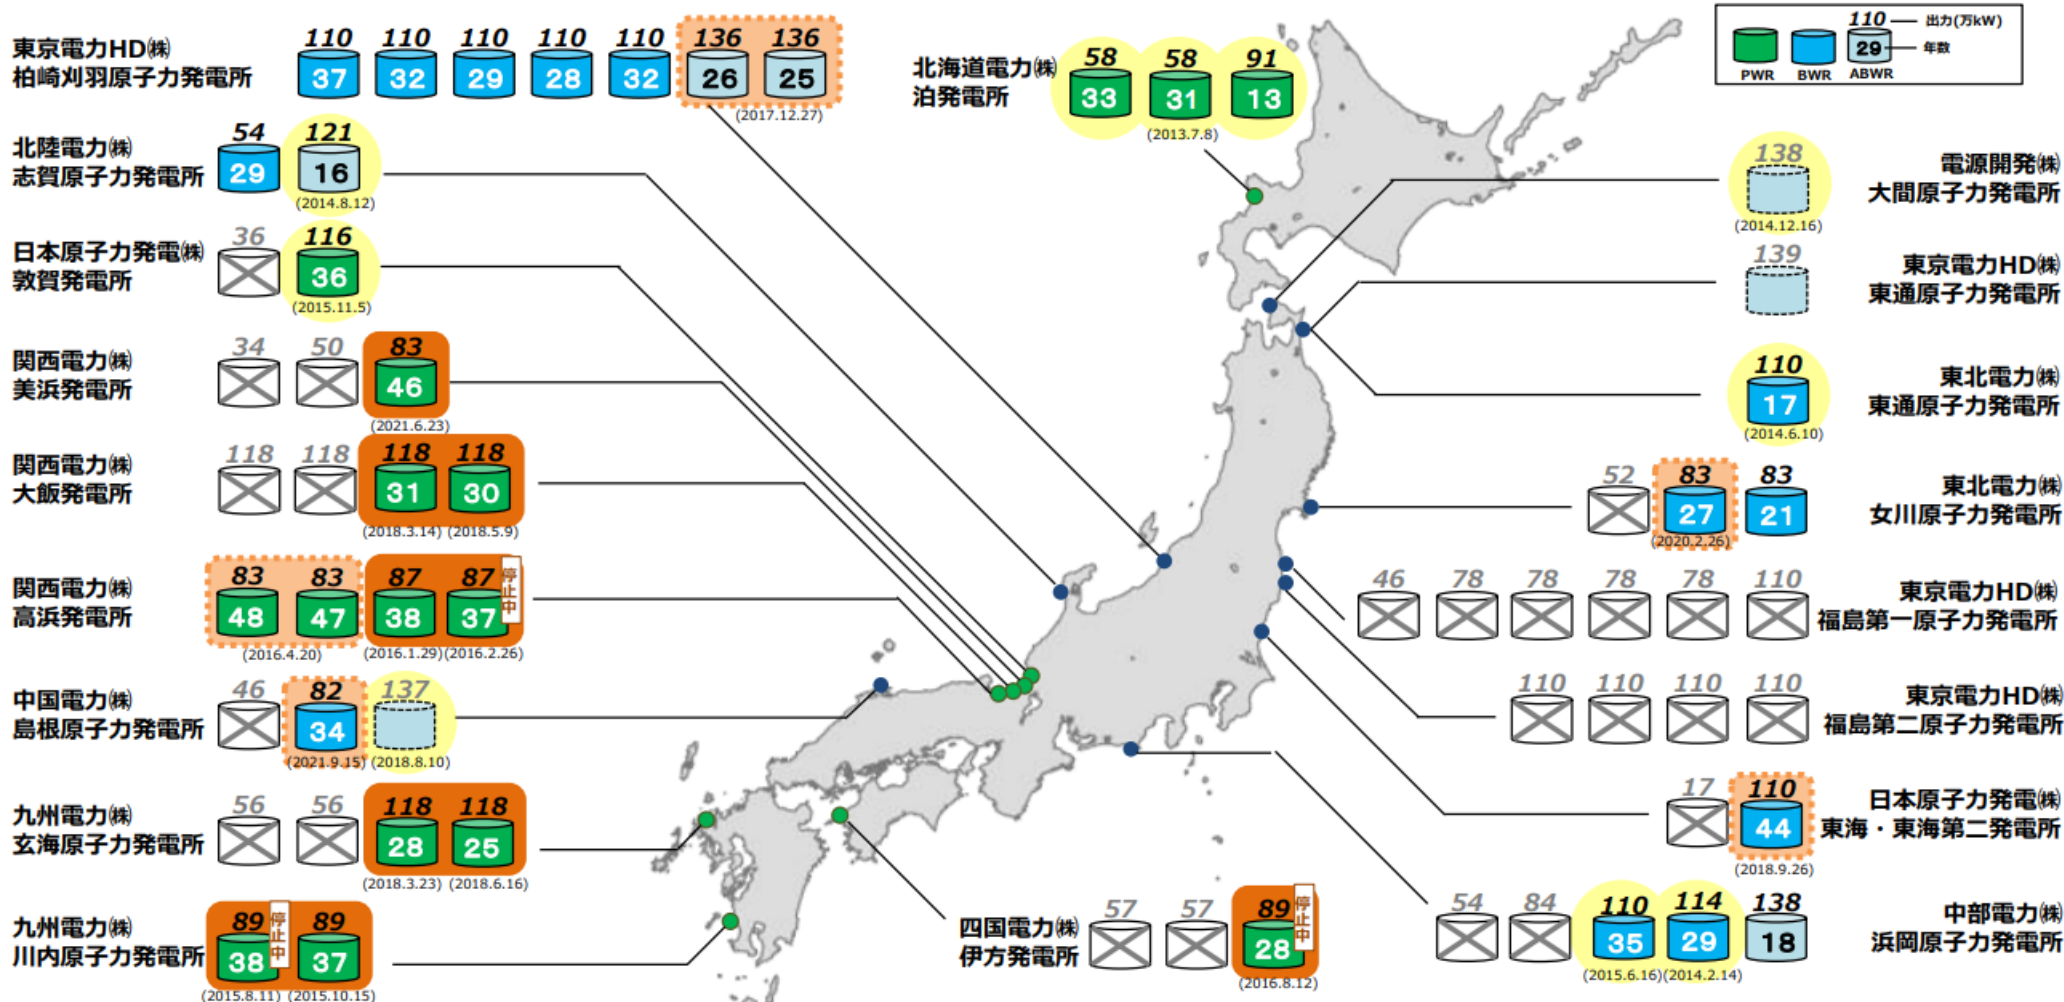 東京電力HD㈱
柏崎刈羽原子力発電所
110 110 110 110 110 136 136
37 32 29 28 32 26 25
(2017.12.27)
北陸電力㈱
志賀原子力発電所
54 121
29 16
(2014.8.12)
日本原子力発電㈱
敦賀発電所
36 116
36
(2015.11.5)
関西電力㈱
美浜発電所
34 50 83
46
(2021.6.23)
関西電力㈱
大飯発電所
118 118 118 118
31 30
(2018.3.14) (2018.5.9)
関西電力㈱
高浜発電所
83 83 87 87
48 47 38 37
停止中
(2016.4.20) (2016.1.29) (2016.2.26)
中国電力㈱
島根原子力発電所
46 82 137
34
(2021.9.15) (2018.8.10)
九州電力㈱
玄海原子力発電所
56 56 118 118
28 25
(2018.3.23) (2018.6.16)
九州電力㈱
川内原子力発電所
89 89
38 37
停止中
(2015.8.11) (2015.10.15)
北海道電力㈱
泊発電所
58 58 91
33 31 13
(2013.7.8)
110 出力(万kW)
29 年数
PWR BWR ABWR
138
(2014.12.16)
電源開発㈱
大間原子力発電所
139
東京電力HD㈱
東通原子力発電所
110
17
(2014.6.10)
東北電力㈱
東通原子力発電所
52 83 83
27 21
(2020.2.26)
東北電力㈱
女川原子力発電所
46 78 78 78 78 110
東京電力HD㈱
福島第一原子力発電所
110 110 110 110
東京電力HD㈱
福島第二原子力発電所
17 110
44
(2018.9.26)
日本原子力発電㈱
東海・東海第二発電所
54 84 110 114 138
35 29 18
(2015.6.16) (2014.2.14)
中部電力㈱
浜岡原子力発電所
四国電力㈱
伊方発電所
57 57 89
28
停止中
(2016.8.12)